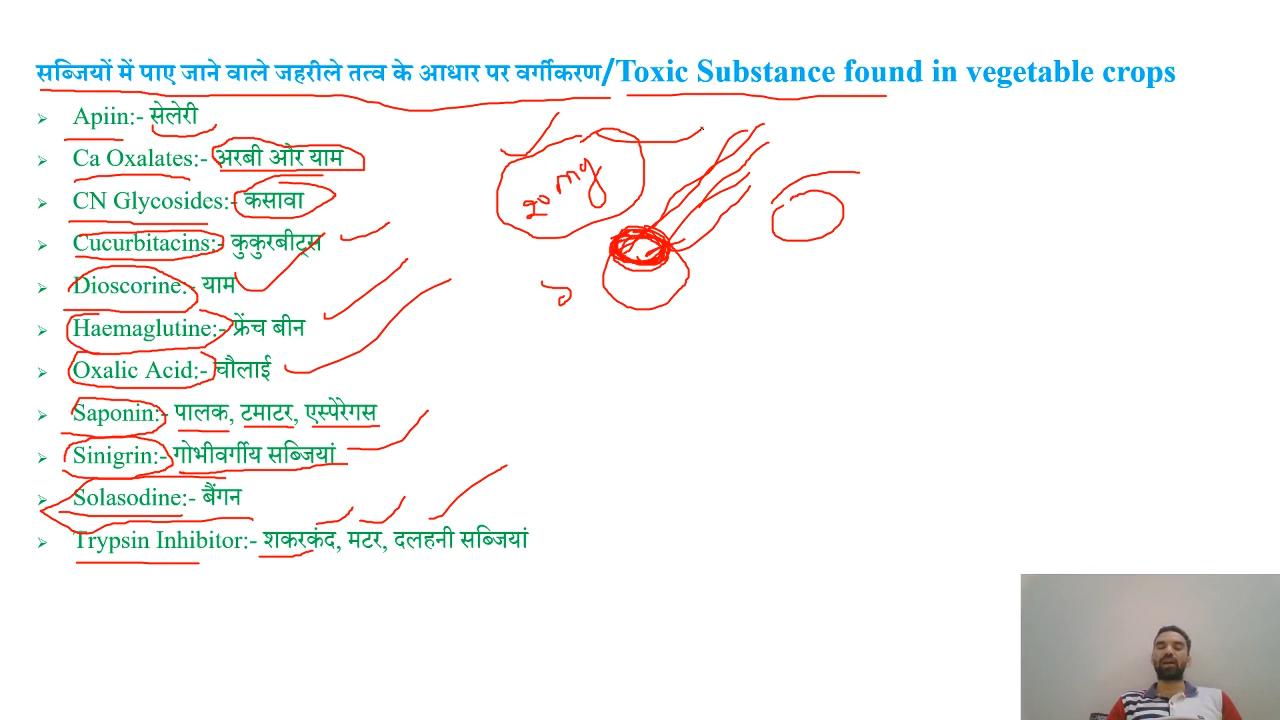 सब्जियों में पाए जाने वाले जहरीले तत्व के आधार पर वर्गीकरण/Toxic Substance found in vegetable crops
Apiin:- सेलेरी
Ca Oxalates:- अरबी और याम
CN Glycosides:- कसावा
Cucurbitacins:- कुकुरबीट्स
Dioscorine:- याम
Haemaglutine:- फ्रेंच बीन
Oxalic Acid:- चौलाई
Saponin:- पालक, टमाटर, एस्पेरेगस
Sinigrin:- गोभीवर्गीय सब्जियां
Solasodine:- बैंगन
Trypsin Inhibitor:- शकरकंद, मटर, दलहनी सब्जियां
20 mg